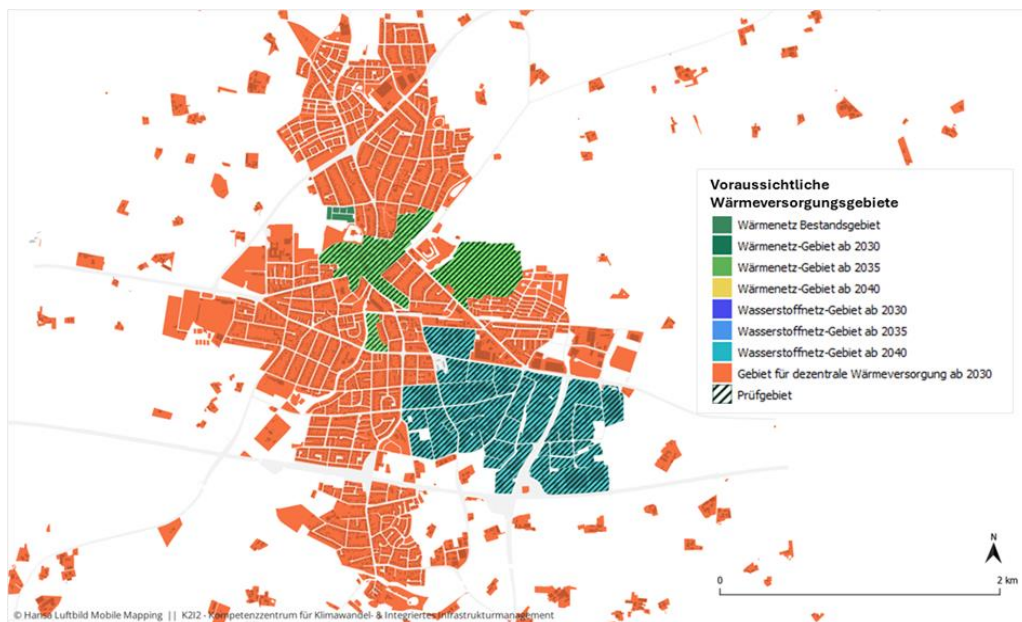 Voraussichtliche
Wärmeversorgungsgebiete
Wärmenetz Bestandsgebiet
Wärmenetz-Gebiet ab 2030
Wärmenetz-Gebiet ab 2035
Wärmenetz-Gebiet ab 2040
Wasserstoffnetz-Gebiet ab 2030
Wasserstoffnetz-Gebiet ab 2035
Wasserstoffnetz-Gebiet ab 2040
Gebiet für dezentrale Wärmeversorgung ab 2030
Prüfgebiet
N
0 2 km
© Hansa Luftbild Mobile Mapping || K2I2 - Kompetenzzentrum für Klimawandel- & Integriertes Infrastrukturmanagement